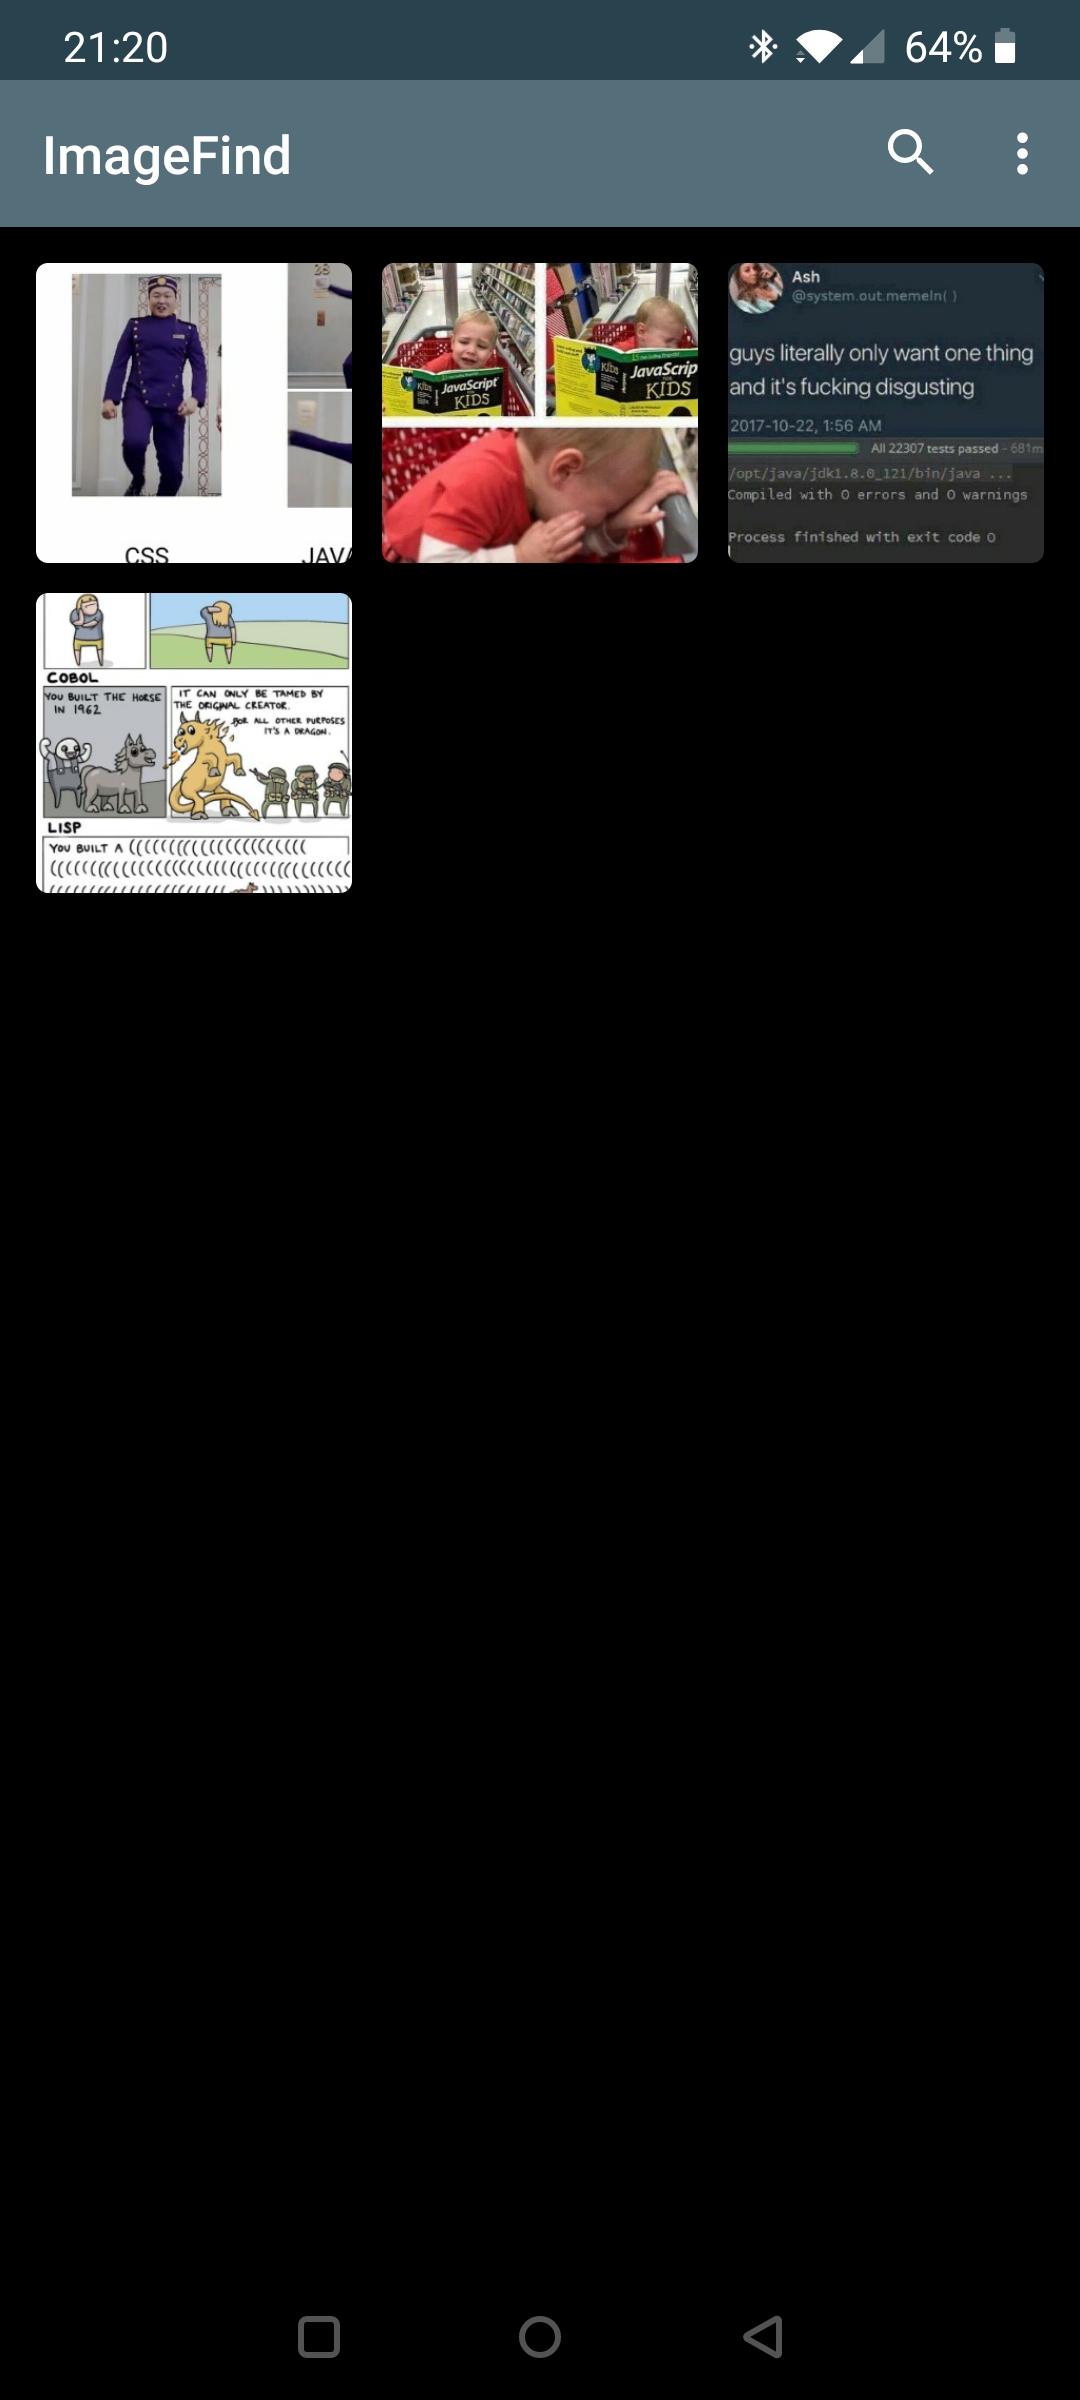 21:20
64%
ImageFind
28
CSS
JAVA
JavaScript
KIDS
JavaScrip
KIDS
Ash
@system.out.memeln( )
guys literally only want one thing
and it's fucking disgusting
2017-10-22, 1:56 AM
All 22307 tests passed - 681m
/opt/java/jdk1.8.0_121/bin/java ...
Compiled with 0 errors and 0 warnings
Process finished with exit code 0
COBOL
YOU BUILT THE HORSE
IN 1962
IT CAN ONLY BE TAMED BY
THE ORIGINAL CREATOR.
FOR ALL OTHER PURPOSES
IT'S A DRAGON.
LISP
YOU BUILT A ((((((((((((((((((((((
(((((((((((((((((((((((((((((((((((